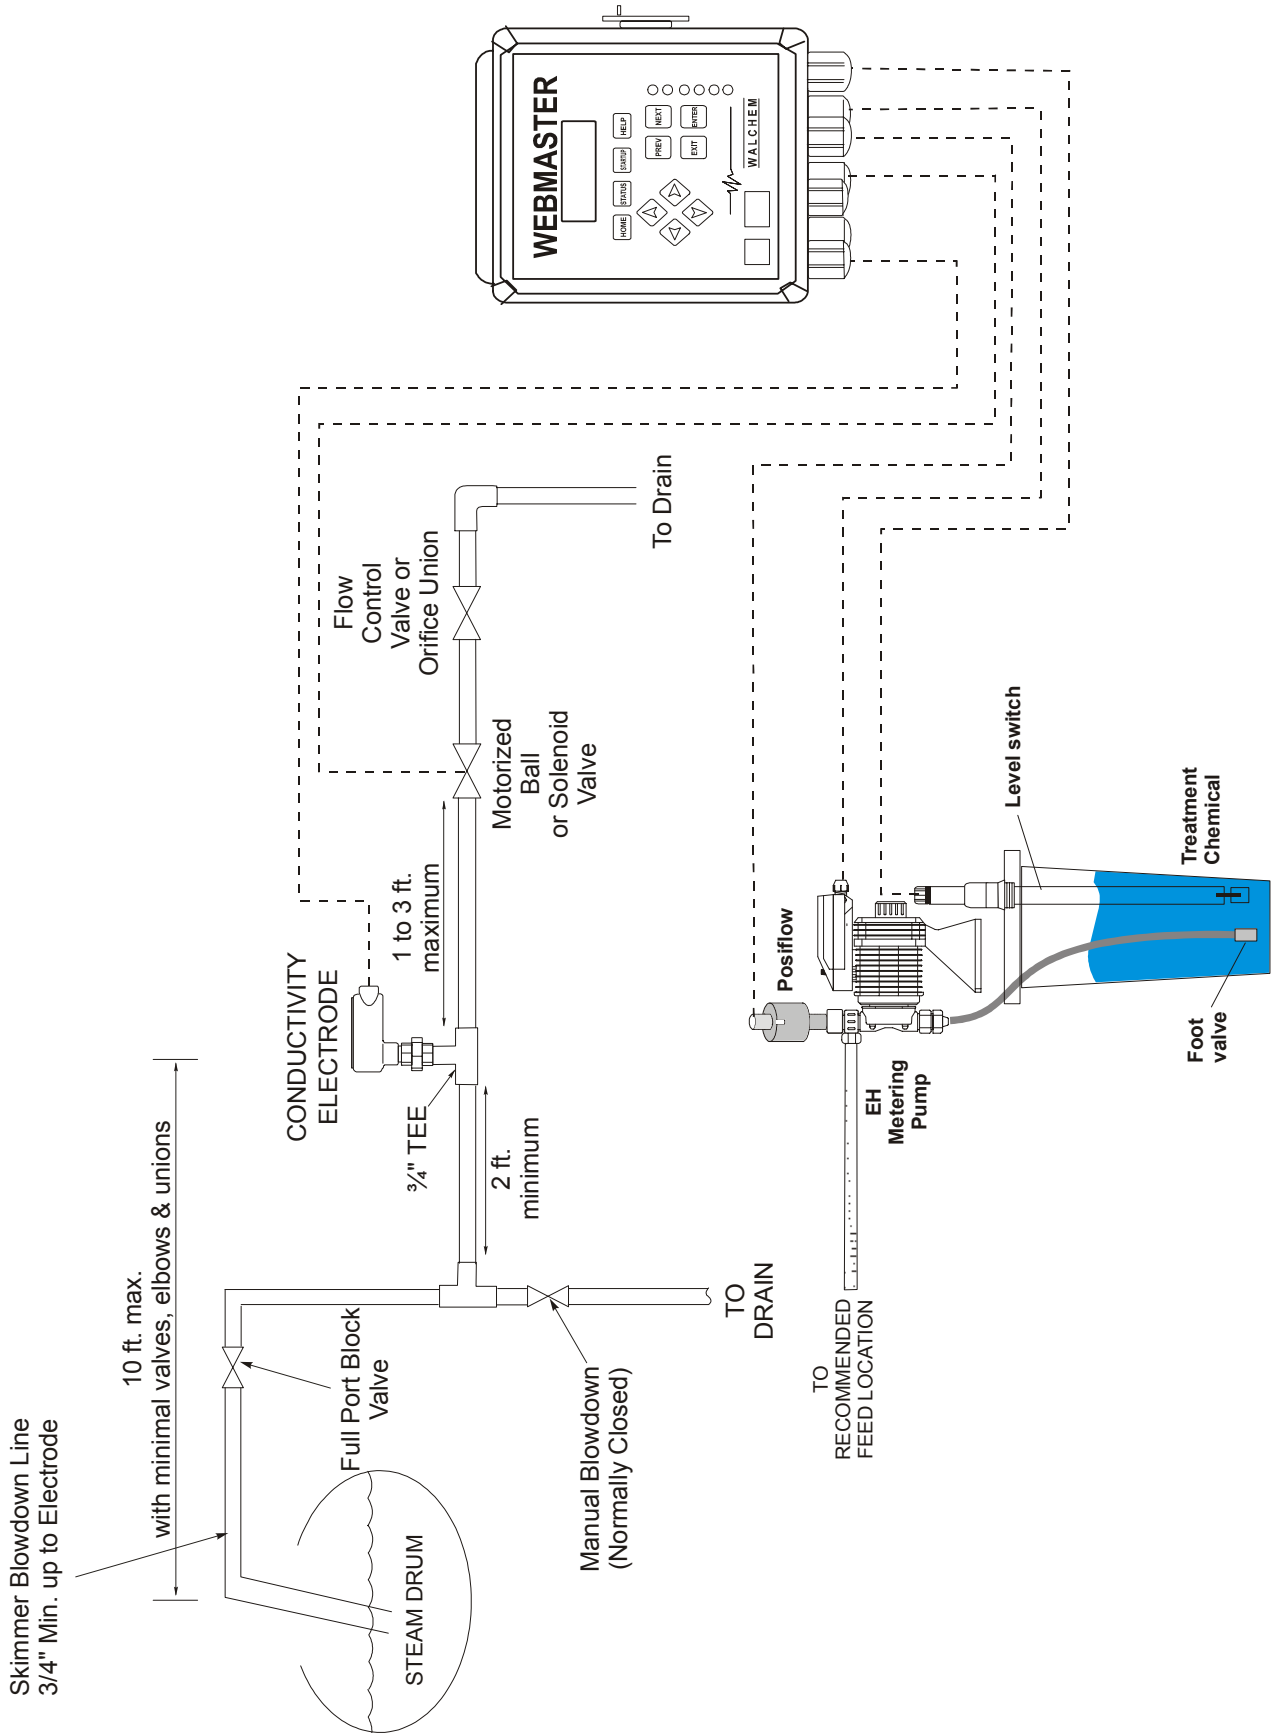 Skimmer Blowdown Line
3/4" Min. up to Electrode
10 ft. max.
with minimal valves, elbows & unions
Full Port Block
Valve
STEAM DRUM
Manual Blowdown
(Normally Closed)
TO
DRAIN
2 ft.
minimum
¾" TEE
CONDUCTIVITY
ELECTRODE
1 to 3 ft.
maximum
Motorized
Ball
or Solenoid
Valve
Flow
Control
Valve or
Orifice Union
To Drain
WEBMASTER
HOME
STATUS
STARTUP
HELP
PREV
NEXT
EXIT
ENTER
WALCHEM
TO
RECOMMENDED
FEED LOCATION
EH
Metering
Pump
Posiflow
Level switch
Treatment
Chemical
Foot
valve